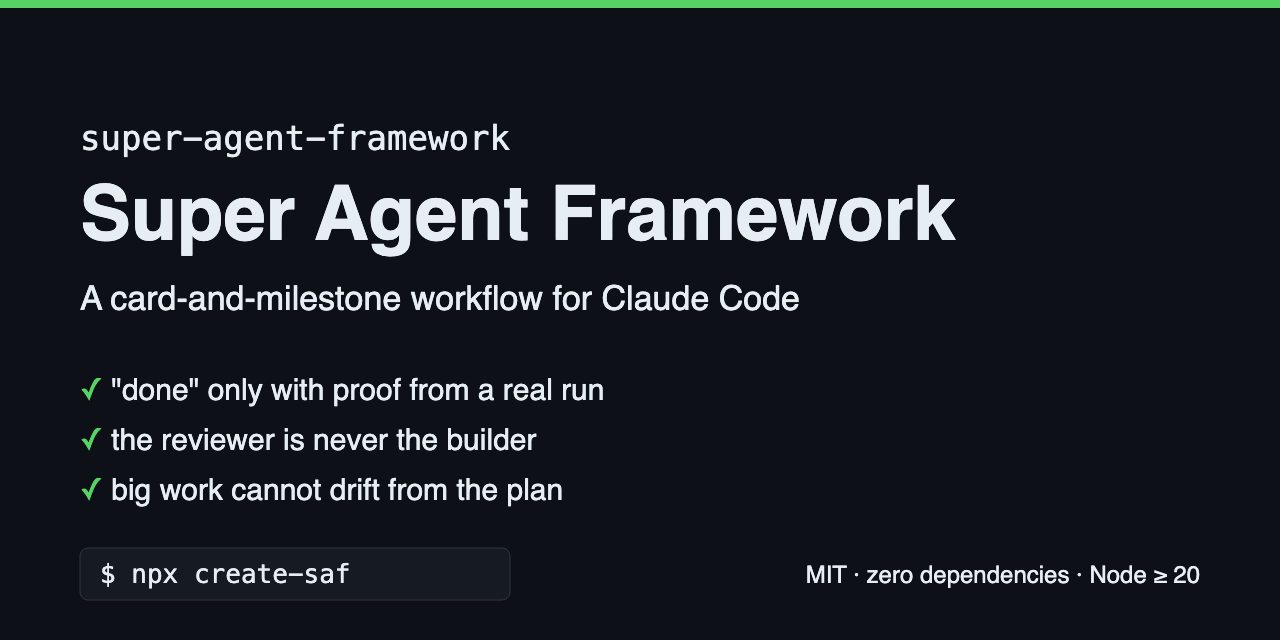 super-agent-framework
Super Agent Framework
A card-and-milestone workflow for Claude Code
✓ "done" only with proof from a real run
✓ the reviewer is never the builder
✓ big work cannot drift from the plan
$ npx create-saf
MIT · zero dependencies · Node ≥ 20